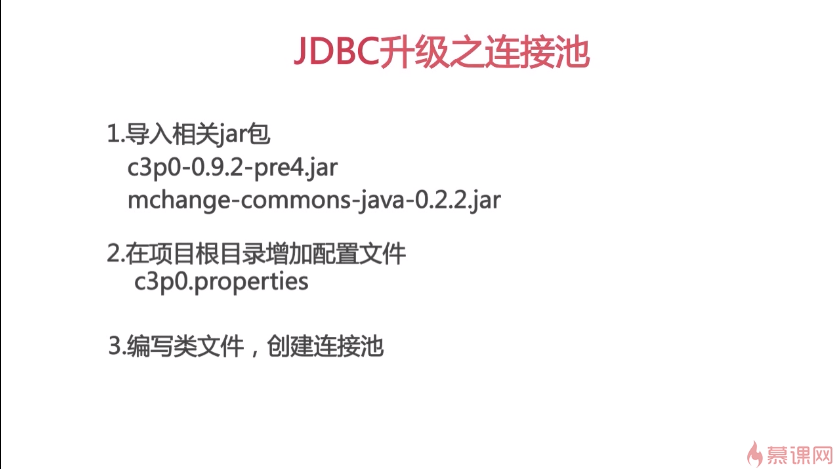 JDBC升级之连接池
1.导入相关jar包
c3p0-0.9.2-pre4.jar
mchange-commons-java-0.2.2.jar
2.在项目根目录增加配置文件
c3p0.properties
3.编写类文件，创建连接池
慕课网